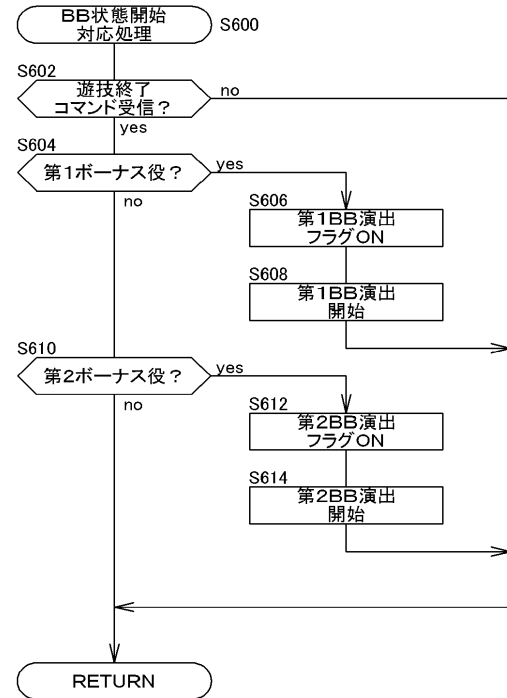 BB状態開始
対応処理
S600
S602
遊技終了
コマンド受信？
no
yes
S604
第1ボーナス役？
yes
no
S606
第1BB演出
フラグON
S608
第1BB演出
開始
S610
第2ボーナス役？
yes
no
S612
第2BB演出
フラグON
S614
第2BB演出
開始
RETURN